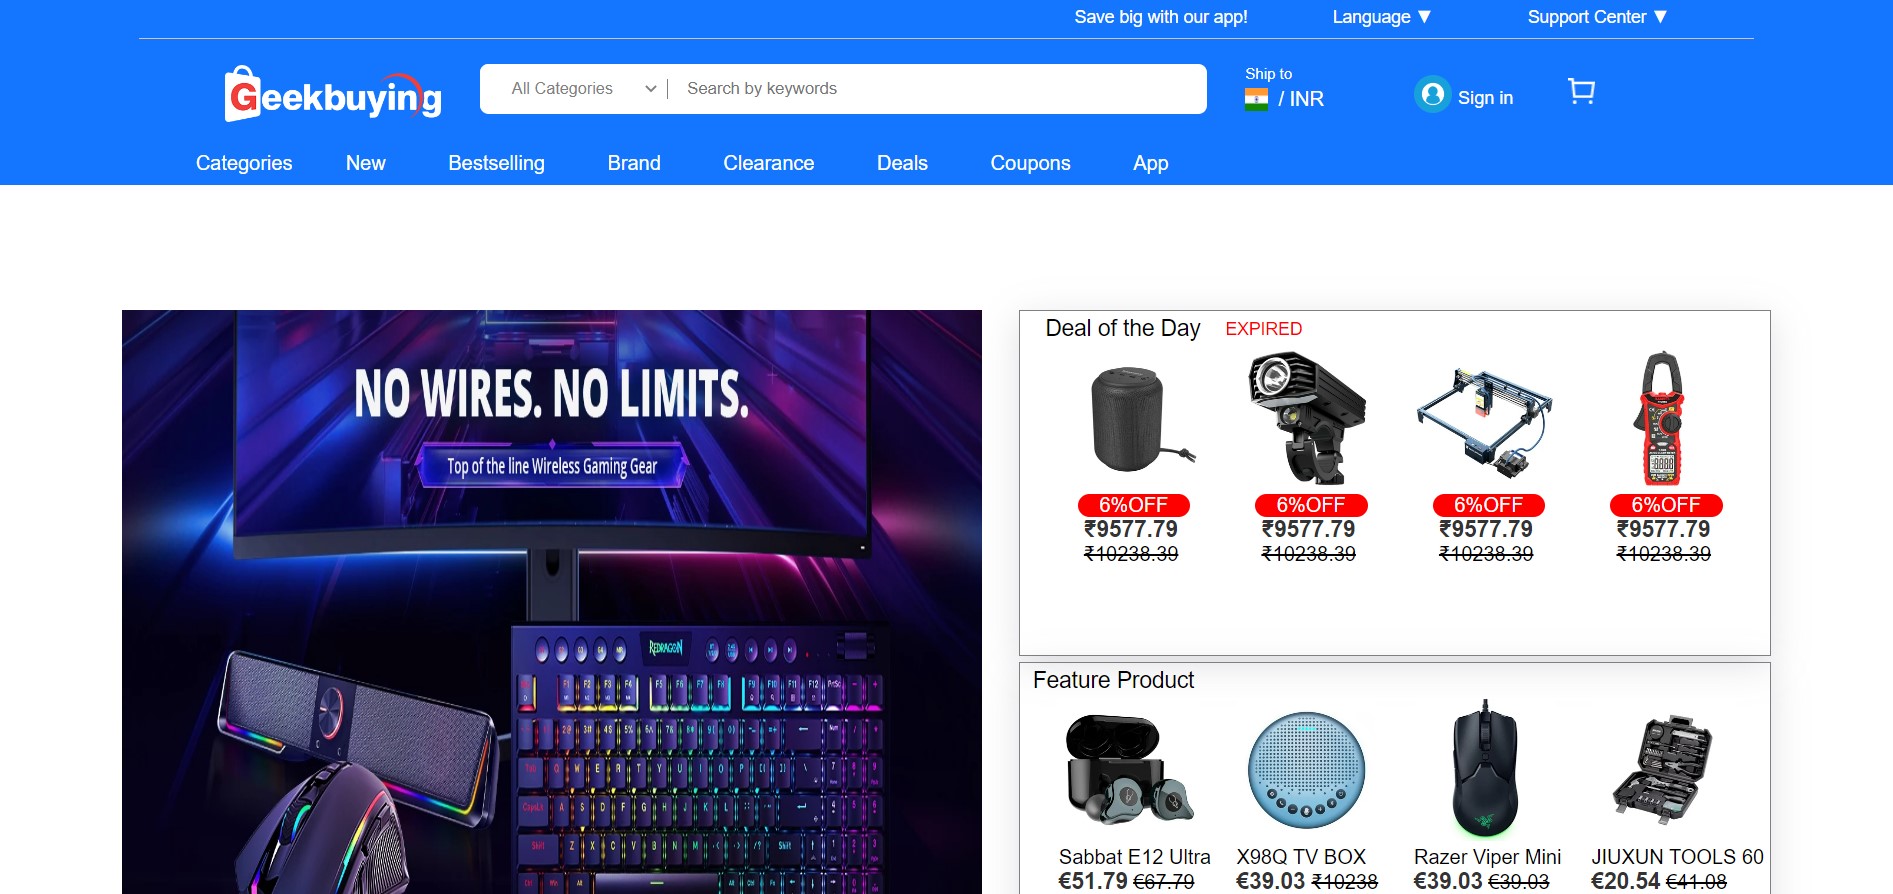 Save big with our app! Language ▼ Support Center ▼
Geekbuying
All Categories Search by keywords
Ship to
/ INR
Sign in
Categories New Bestselling Brand Clearance Deals Coupons App
NO WIRES. NO LIMITS.
Top of the line Wireless Gaming Gear
REDRAGON
Deal of the Day EXPIRED
6%OFF 6%OFF 6%OFF 6%OFF
₹9577.79 ₹9577.79 ₹9577.79 ₹9577.79
₹10238.39 ₹10238.39 ₹10238.39 ₹10238.39
Feature Product
Sabbat E12 Ultra X98Q TV BOX Razer Viper Mini JIUXUN TOOLS 60
€51.79 €67.79 €39.03 ₹10238 €39.03 €39.03 €20.54 €41.08